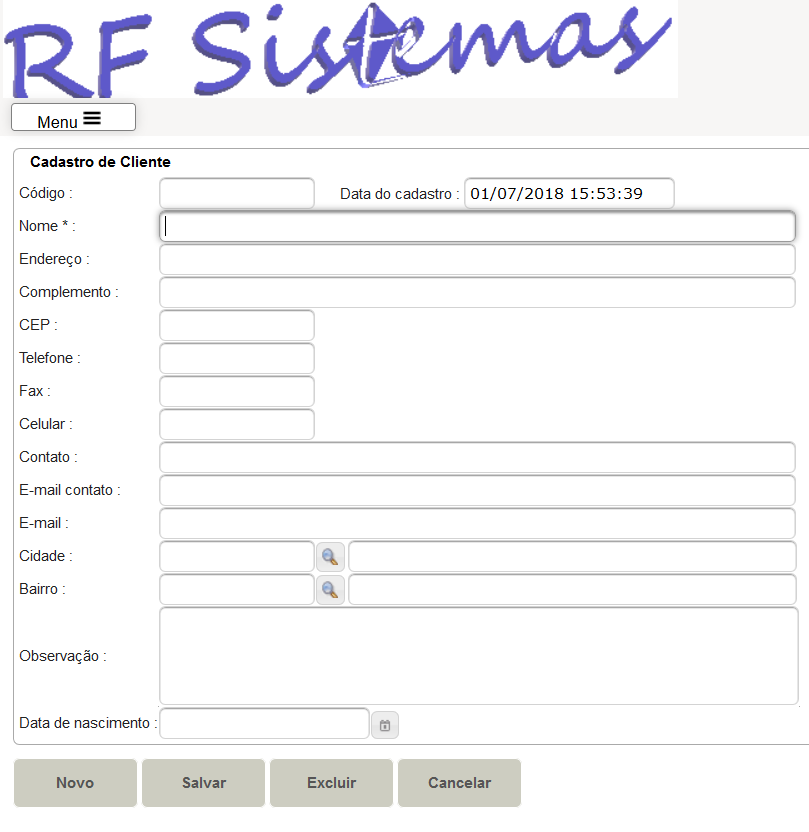 RF Sistemas
Menu
Cadastro de Cliente
Código : Data do cadastro : 01/07/2018 15:53:39
Nome * :
Endereço :
Complemento :
CEP :
Telefone :
Fax :
Celular :
Contato :
E-mail contato :
E-mail :
Cidade :
Bairro :
Observação :
Data de nascimento :
Novo Salvar Excluir Cancelar